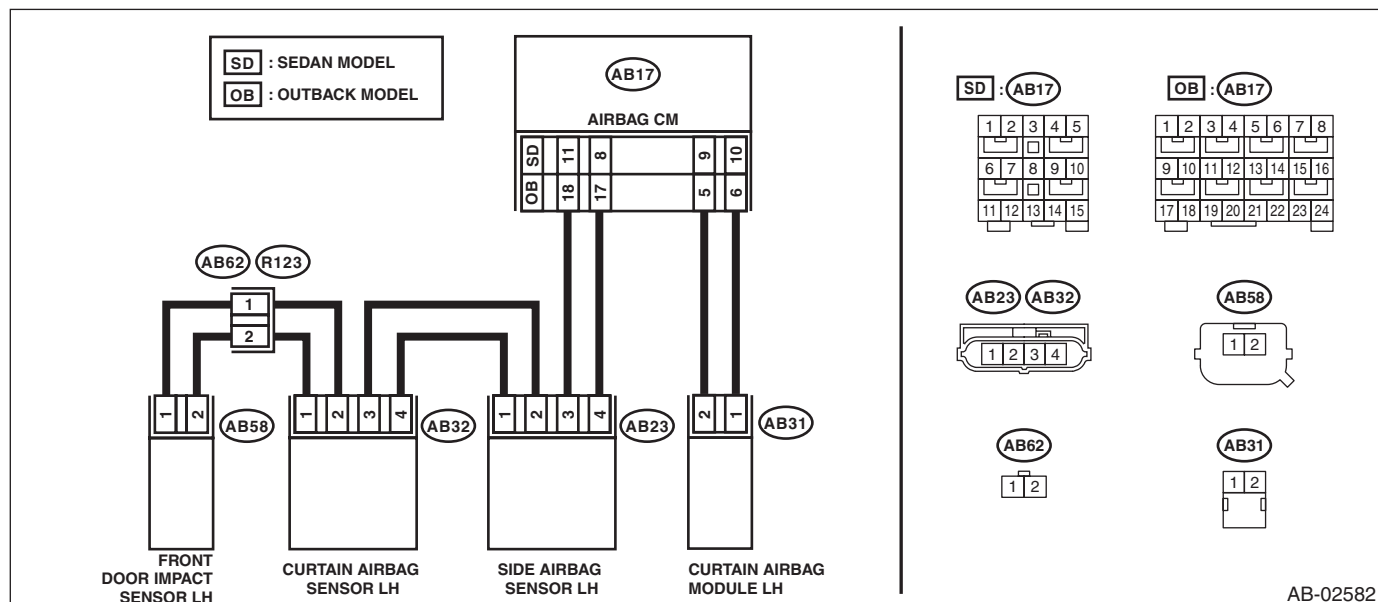 SD : SEDAN MODEL
OB : OUTBACK MODEL
AB17
AIRBAG CM
SD 11 8 9 10
OB 18 17 5 6
AB62 R123
1
2
1 2 AB58
1 2 3 4 AB32
1 2 3 4 AB23
2 1 AB31
FRONT
DOOR IMPACT
SENSOR LH
CURTAIN AIRBAG
SENSOR LH
SIDE AIRBAG
SENSOR LH
CURTAIN AIRBAG
MODULE LH
SD : AB17
1 2 3 4 5
6 7 8 9 10
11 12 13 14 15
OB : AB17
1 2 3 4 5 6 7 8
9 10 11 12 13 14 15 16
17 18 19 20 21 22 23 24
AB23 AB32
1 2 3 4
AB58
1 2
AB62
1 2
AB31
1 2
AB-02582